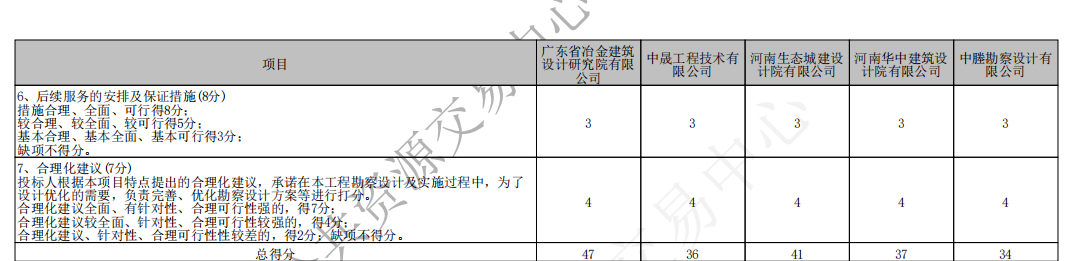 项目
广东省冶金建筑
设计研究院有限
公司
中晟工程技术有
限公司
河南生态城建设
计院有限公司
河南华中建筑设
计院有限公司
中塍勘察设计有
限公司
6、后续服务的安排及保证措施(8分)
措施合理、全面、可行得8分;
较合理、较全面、较可行得5分;
基本合理、基本全面、基本可行得3分;
缺项不得分。
3
3
3
3
3
7、合理化建议(7分)
投标人根据本项目特点提出的合理化建议,承诺在本工程勘察设计及实施过程中,为了
设计优化的需要,负责完善、优化勘察设计方案等进行打分。
合理化建议全面、有针对性、合理可行性强的,得7分;
合理化建议较全面、针对性、合理可行性较强的,得4分;
合理化建议、针对性、合理可行性性较差的,得2分;缺项不得分。
4
4
4
4
4
总得分
47
36
41
37
34
共资源交易中心
易中心